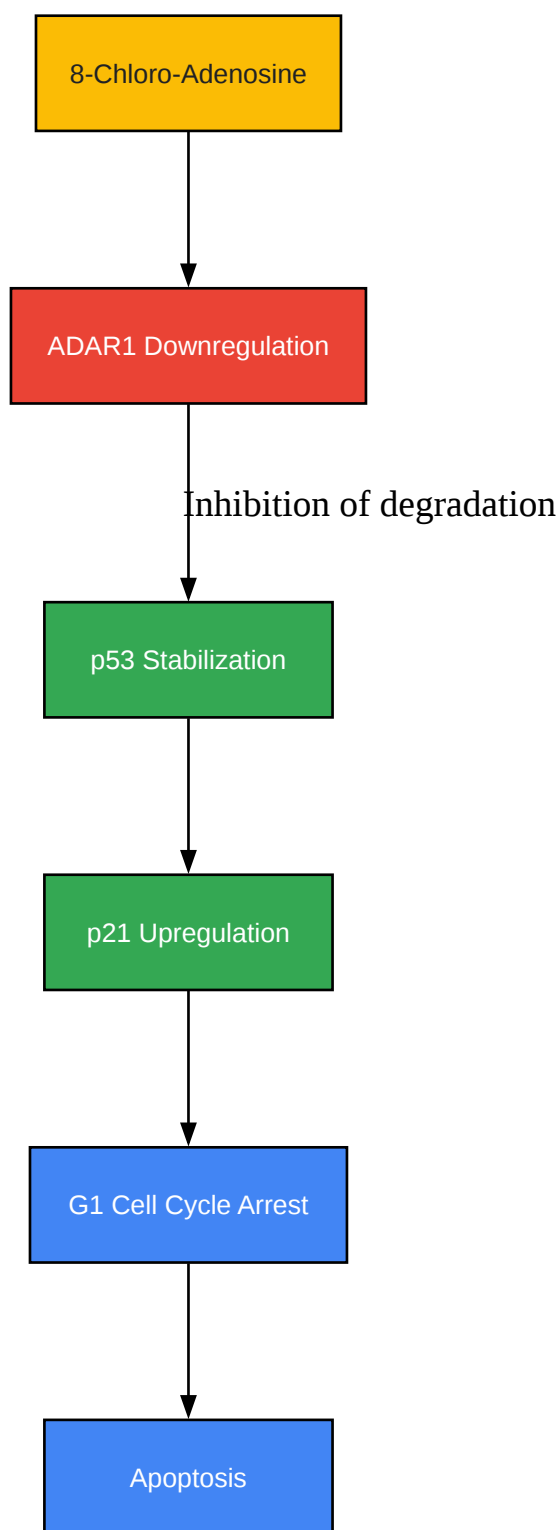 8-Chloro-Adenosine
ADAR1 Downregulation
Inhibition of degradation
p53 Stabilization
p21 Upregulation
G1 Cell Cycle Arrest
Apoptosis